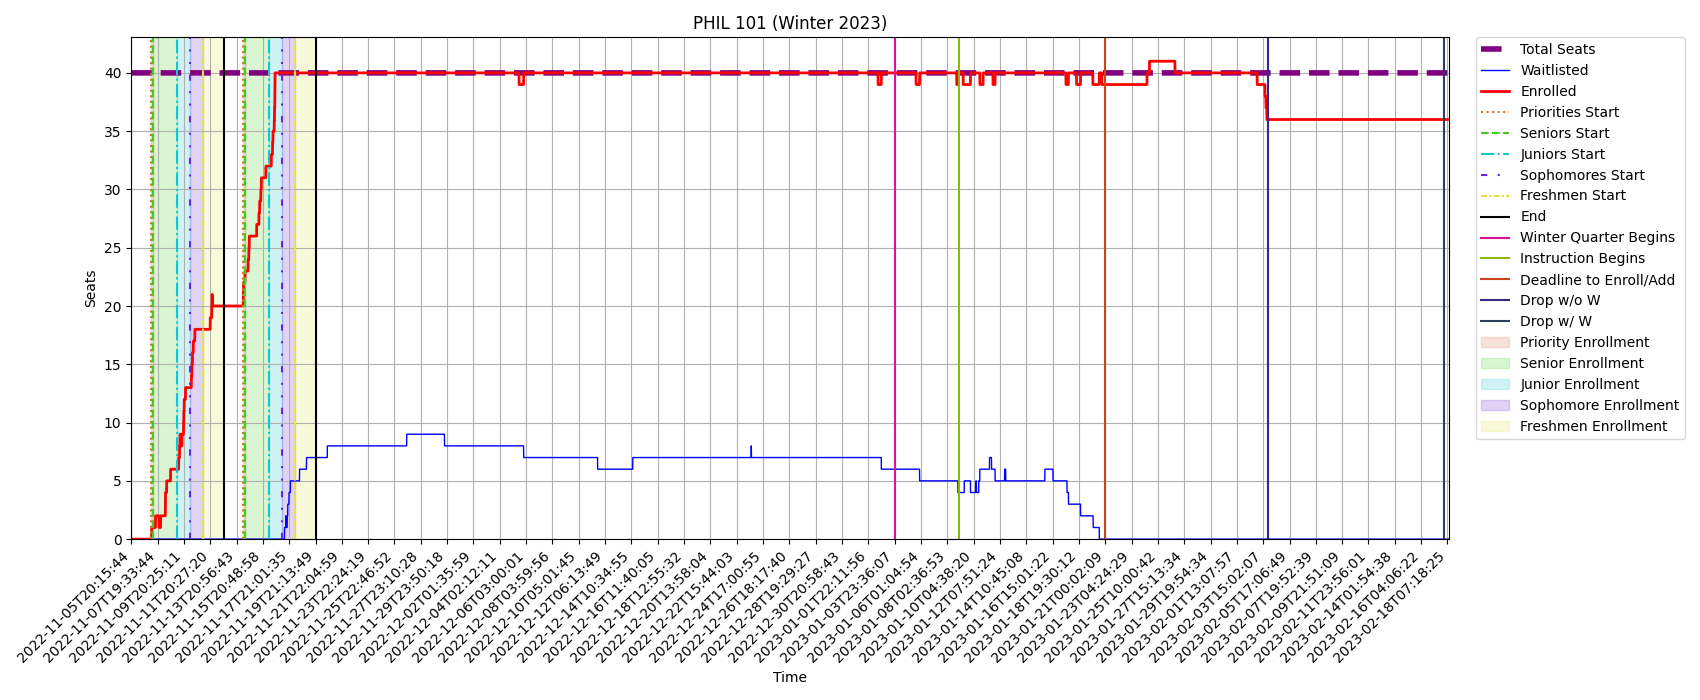 PHIL 101 (Winter 2023)
Seats
40
35
30
25
20
15
10
5
0
2022-11-05T20:15:44
2022-11-07T19:33:44
2022-11-09T20:25:11
2022-11-11T20:27:20
2022-11-13T20:56:43
2022-11-15T20:48:58
2022-11-17T21:01:35
2022-11-19T21:13:49
2022-11-21T22:04:59
2022-11-23T22:24:19
2022-11-25T22:46:52
2022-11-27T23:10:28
2022-11-29T23:50:18
2022-12-02T01:35:59
2022-12-04T02:12:11
2022-12-06T03:00:01
2022-12-08T03:59:56
2022-12-10T05:01:45
2022-12-12T06:13:49
2022-12-14T10:34:55
2022-12-16T11:40:05
2022-12-18T12:55:32
2022-12-20T13:58:04
2022-12-22T15:44:03
2022-12-24T17:00:55
2022-12-26T18:17:40
2022-12-28T19:29:27
2022-12-30T20:58:43
2023-01-01T22:11:56
2023-01-03T23:36:07
2023-01-06T01:04:54
2023-01-08T02:36:53
2023-01-10T04:38:20
2023-01-12T07:51:24
2023-01-14T10:45:08
2023-01-16T15:01:22
2023-01-18T19:30:12
2023-01-21T00:02:09
2023-01-23T04:24:29
2023-01-25T10:00:42
2023-01-27T15:13:34
2023-01-29T19:54:34
2023-02-01T13:07:57
2023-02-03T15:02:07
2023-02-05T17:06:49
2023-02-07T19:52:39
2023-02-09T21:51:09
2023-02-11T23:56:01
2023-02-14T01:54:38
2023-02-16T04:06:22
2023-02-18T07:18:25
Time
Total Seats
Waitlisted
Enrolled
Priorities Start
Seniors Start
Juniors Start
Sophomores Start
Freshmen Start
End
Winter Quarter Begins
Instruction Begins
Deadline to Enroll/Add
Drop w/o W
Drop w/ W
Priority Enrollment
Senior Enrollment
Junior Enrollment
Sophomore Enrollment
Freshmen Enrollment